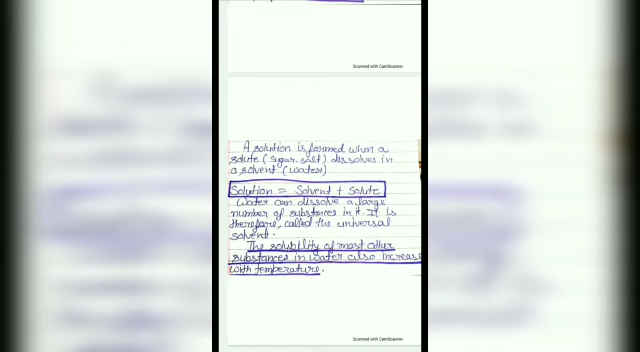 Scanned with CamScanner
A solution is formed when a
solute (sugar, salt) dissolves in
a solvent (water)
Solution = Solvent + Solute
Water can dissolve a large
number of substances in it. It is
therefore, called the universal
solvent.
The solubility of most other
substances in water also increase
with temperature.
Scanned with CamScanner